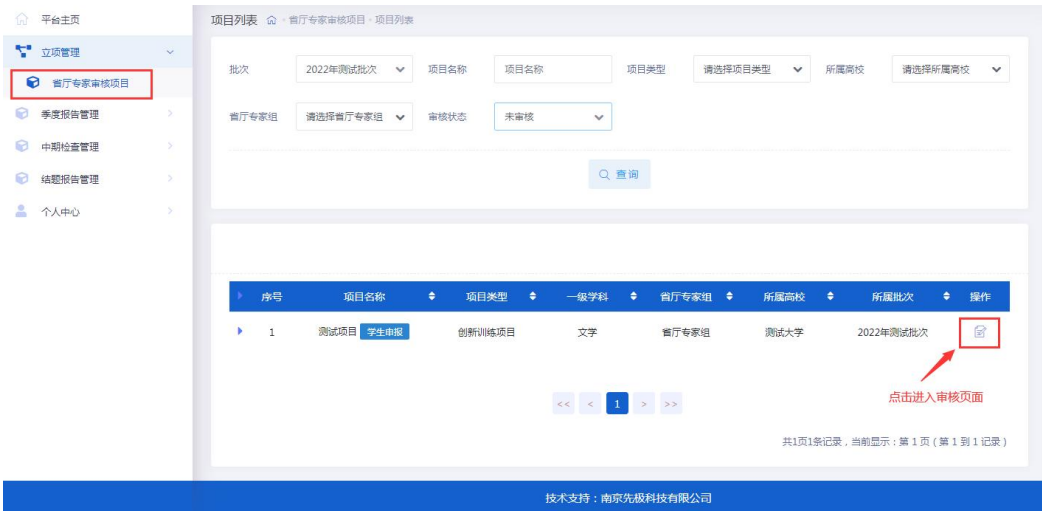 平台主页
立项管理
省厅专家审核项目
季度报告管理
中期检查管理
结题报告管理
个人中心
项目列表 - 省厅专家审核项目 - 项目列表
批次 2022年测试批次 项目名称 项目名称 项目类型 请选择项目类型 所属高校 请选择所属高校
省厅专家组 请选择省厅专家组 审核状态 未审核
查询
序号 项目名称 项目类型 一级学科 省厅专家组 所属高校 所属批次 操作
1 测试项目 学生申报 创新训练项目 文学 省厅专家组 测试大学 2022年测试批次
点击进入审核页面
<< < 1 > >>
共1页1条记录，当前显示：第 1 页 ( 第 1 到 1 记录 )
技术支持：南京先极科技有限公司